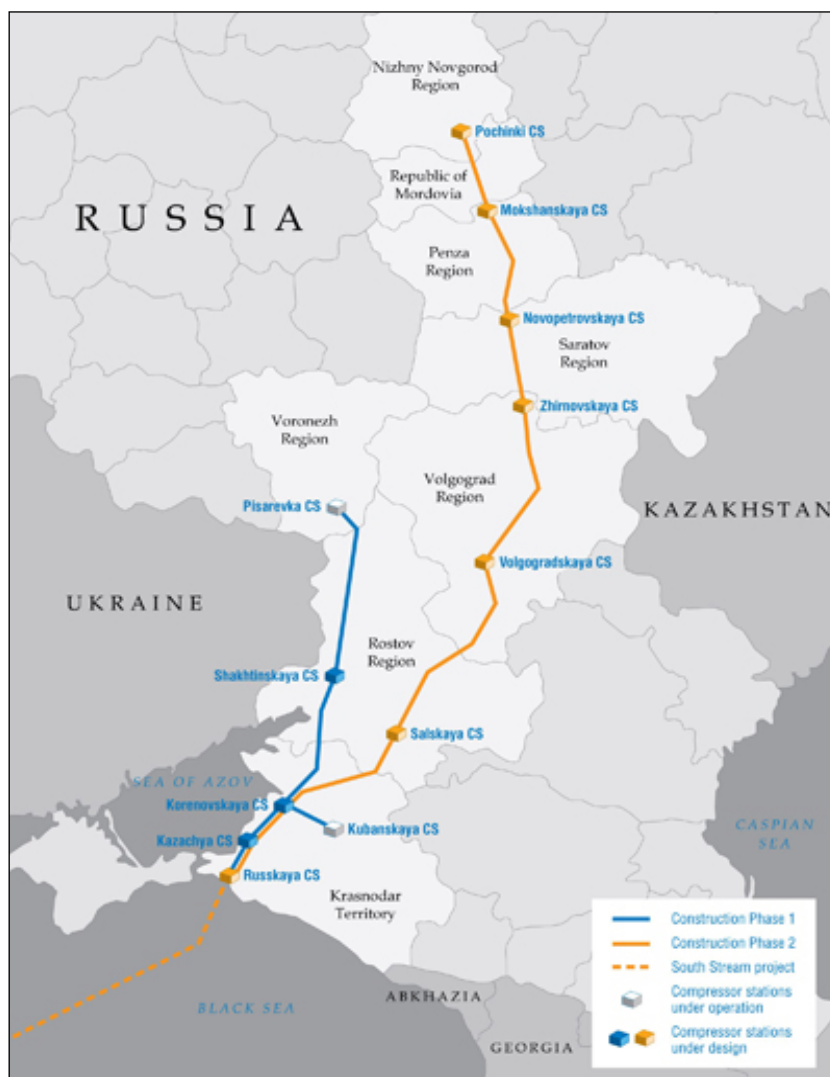 Nizhny Novgorod
Region
Pochinki CS
Republic of
Mordovia
RUSSIA
Mokshanskaya CS
Penza
Region
Novopetrovskaya CS
Saratov
Region
Zhirnovskaya CS
Voronezh
Region
Volgograd
Region
Pisarevka CS
KAZAKHSTAN
Volgogradskaya CS
UKRAINE
Rostov
Region
Shakhtinskaya CS
Salskaya CS
SEA OF AZOV
Korenovskaya CS
Kubanskaya CS
CASPIAN
SEA
Kazachya CS
Russkaya CS
Krasnodar
Territory
Construction Phase 1
Construction Phase 2
South Stream project
Compressor stations
under operation
Compressor stations
under design
ABKHAZIA
BLACK SEA
GEORGIA